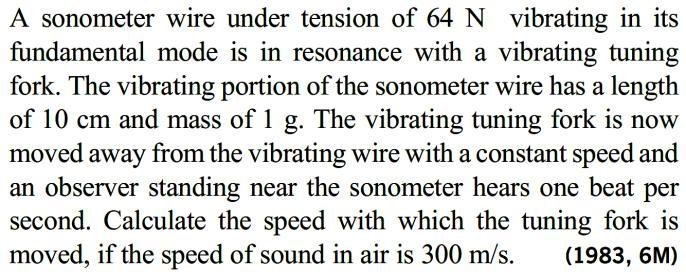 A sonometer wire under tension of 64 N vibrating in its
fundamental mode is in resonance with a vibrating tuning
fork. The vibrating portion of the sonometer wire has a length
of 10 cm and mass of 1 g. The vibrating tuning fork is now
moved away from the vibrating wire with a constant speed and
an observer standing near the sonometer hears one beat per
second. Calculate the speed with which the tuning fork is
moved, if the speed of sound in air is 300 m/s. (1983, 6M)